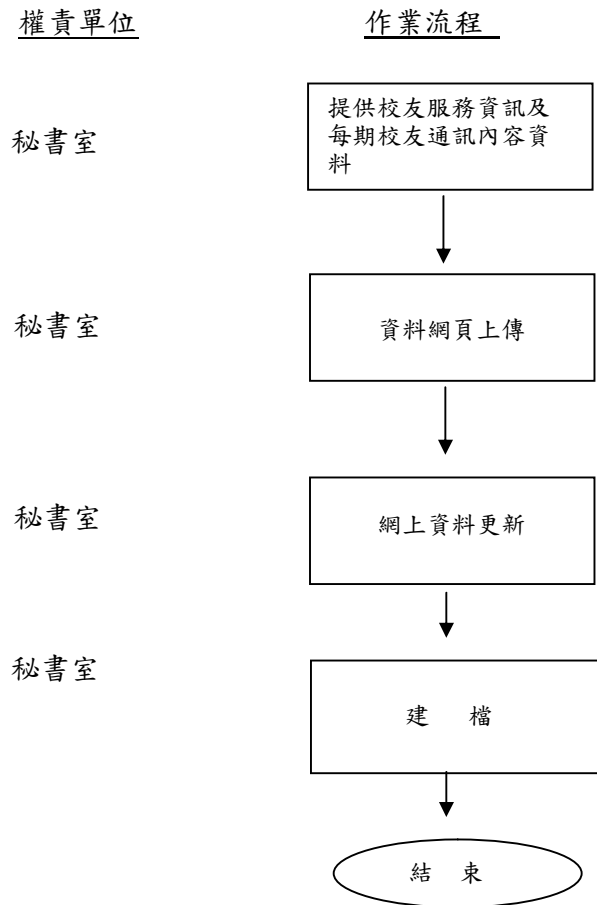 權責單位 作業流程
秘書室
提供校友服務資訊及
每期校友通訊內容資
料
秘書室
資料網頁上傳
秘書室
網上資料更新
秘書室
建 檔
結 束